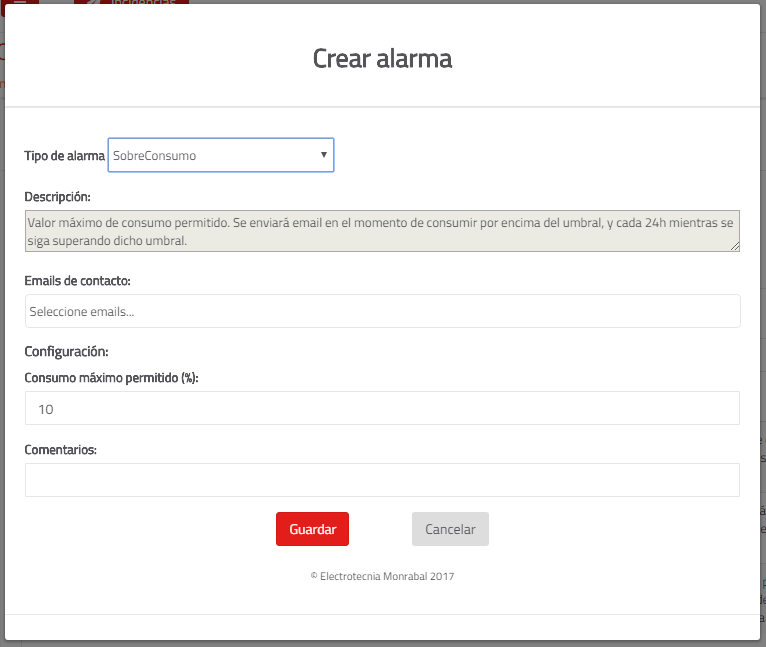 Incidencias
Crear alarma
Tipo de alarma SobreConsumo
Descripción:
Valor máximo de consumo permitido. Se enviará email en el momento de consumir por encima del umbral, y cada 24h mientras se
siga superando dicho umbral.
Emails de contacto:
Seleccione emails...
Configuración:
Consumo máximo permitido (%):
10
Comentarios:
Guardar Cancelar
© Electrotecnia Monrabal 2017